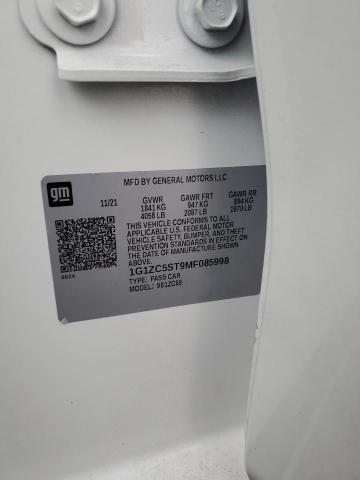 gm
MFD BY GENERAL MOTORS LLC
11/21 GVWR GAWR FRT GAWR RR
1841 KG 947 KG 894 KG
4058 LB 2087 LB 1970 LB
THIS VEHICLE CONFORMS TO ALL
APPLICABLE U.S. FEDERAL MOTOR
VEHICLE SAFETY, BUMPER, AND THEFT
PREVENTION STANDARDS IN EFFECT ON
THE DATE OF MANUFACTURE SHOWN
ABOVE.
1G1ZC5ST9MF085998
TYPE: PASS CAR
MODEL: 981ZC69